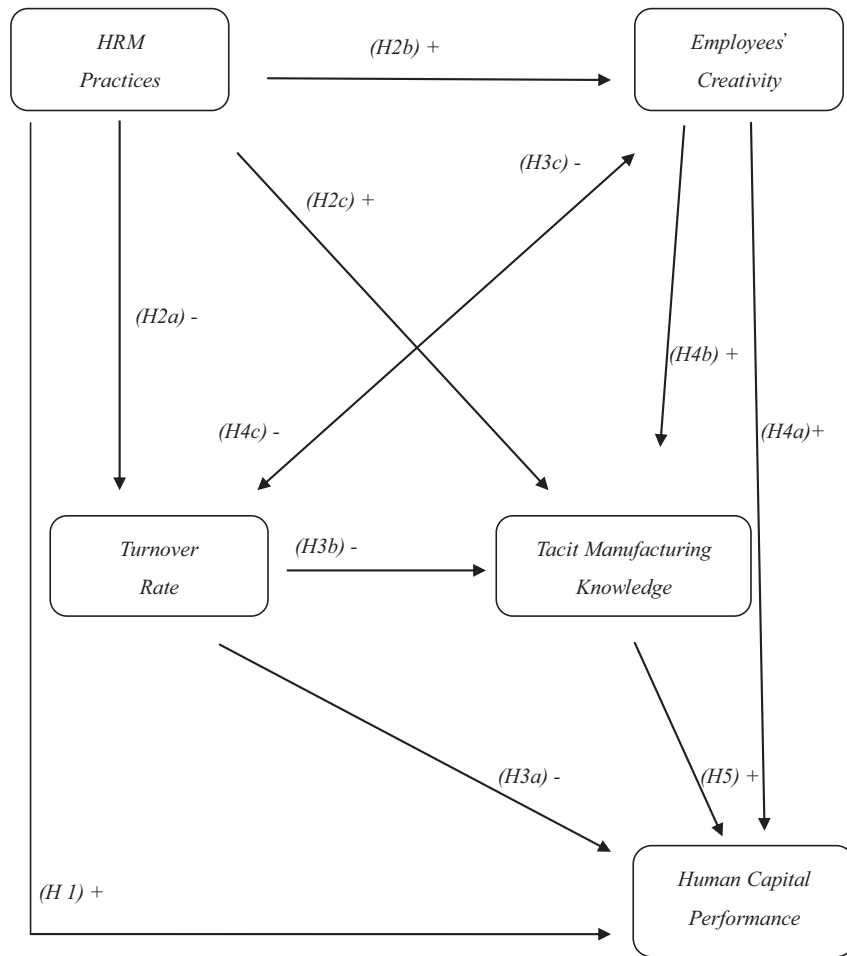 HRM
Practices
(H2b) +
Employees'
Creativity
(H3c) -
(H2c) +
(H2a) -
(H4b) +
(H4c) -
(H4a)+
Turnover
Rate
(H3b) -
Tacit Manufacturing
Knowledge
(H3a) -
(H5) +
(H 1) +
Human Capital
Performance